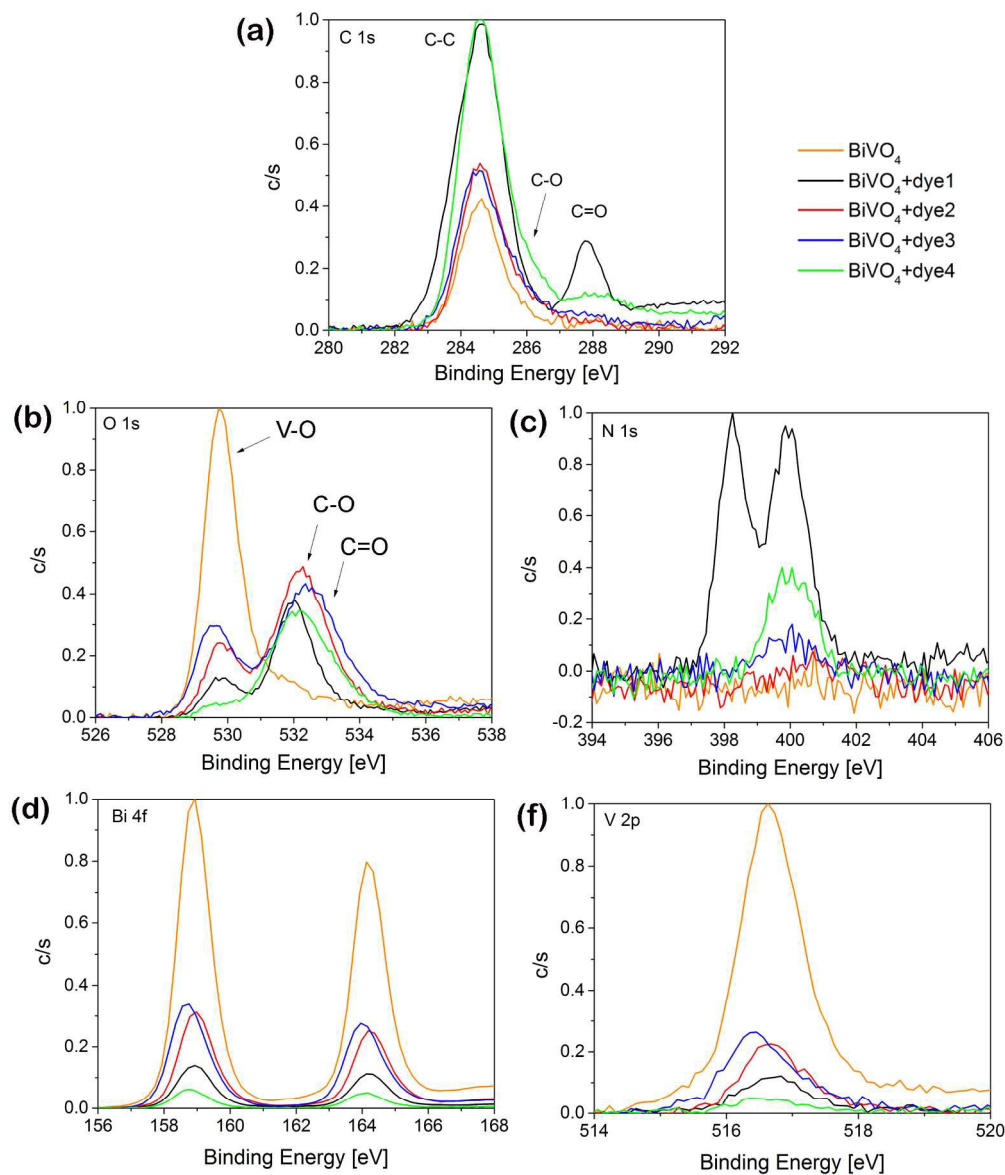 (a)
C 1s
C-C
C-O
C=O
c/s
1.0
0.8
0.6
0.4
0.2
0.0
280 282 284 286 288 290 292
Binding Energy [eV]
BiVO4
BiVO4+dye1
BiVO4+dye2
BiVO4+dye3
BiVO4+dye4
(b)
O 1s
V-O
C-O
C=O
c/s
1.0
0.8
0.6
0.4
0.2
0.0
526 528 530 532 534 536 538
Binding Energy [eV]
(c)
N 1s
c/s
1.0
0.8
0.6
0.4
0.2
0.0
-0.2
394 396 398 400 402 404 406
Binding Energy [eV]
(d)
Bi 4f
c/s
1.0
0.8
0.6
0.4
0.2
0.0
156 158 160 162 164 166 168
Binding Energy [eV]
(f)
V 2p
c/s
1.0
0.8
0.6
0.4
0.2
0.0
514 516 518 520
Binding Energy [eV]